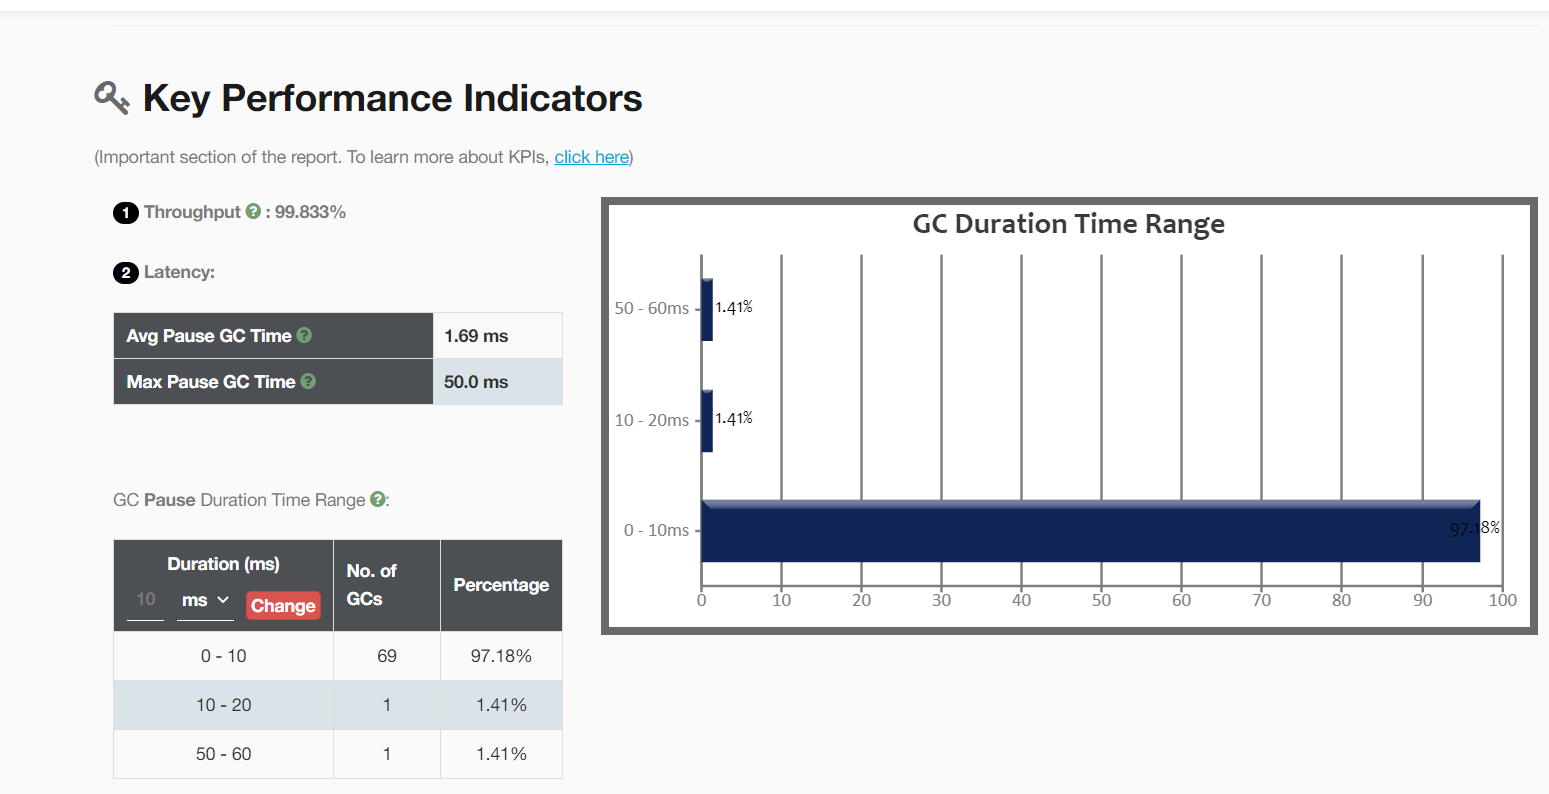 Key Performance Indicators
(Important section of the report. To learn more about KPIs, click here)
1 Throughput ? : 99.833%
2 Latency:
Avg Pause GC Time ? 1.69 ms
Max Pause GC Time ? 50.0 ms
GC Pause Duration Time Range ?:
Duration (ms)
10 ms Change
No. of
GCs
Percentage
0 - 10 69 97.18%
10 - 20 1 1.41%
50 - 60 1 1.41%
GC Duration Time Range
50 - 60ms 1.41%
10 - 20ms 1.41%
0 - 10ms 97.18%
0 10 20 30 40 50 60 70 80 90 100